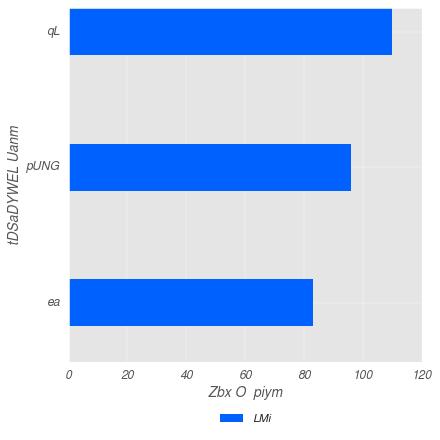 qL
pUNG
ea
tDSaDYWEL Uanm
0 20 40 60 80 100 120
Zbx O piym
LMi